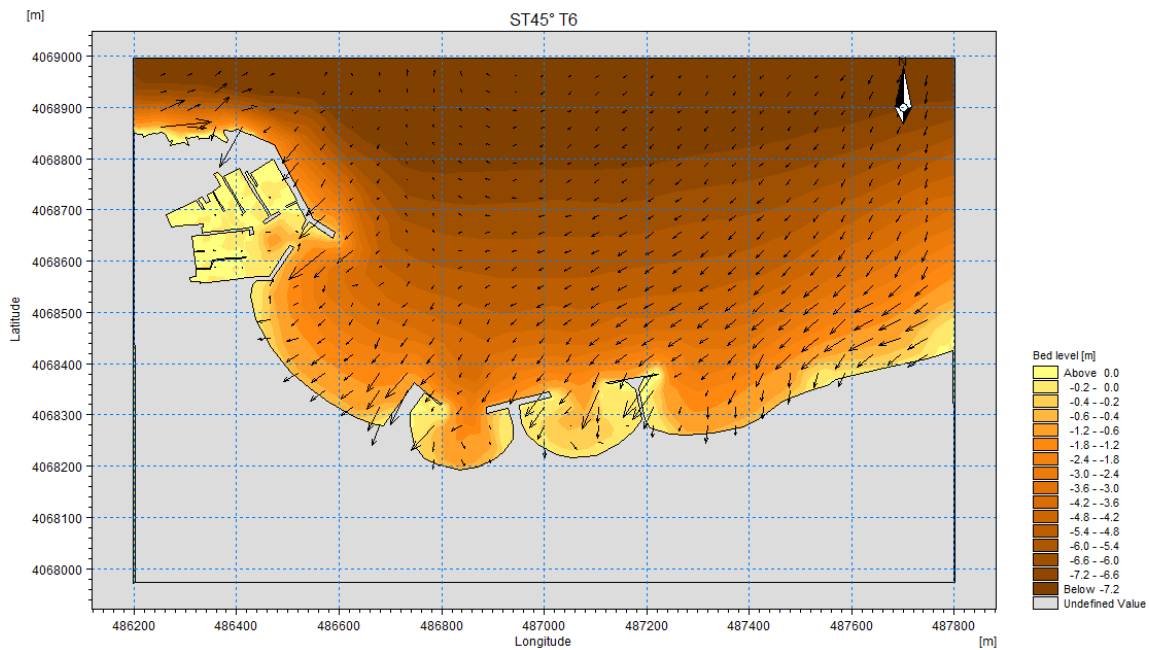 [m]
ST45° T6
4069000
4068900
4068800
4068700
4068600
4068500
4068400
4068300
4068200
4068100
4068000
Latitude
N
486200 486400 486600 486800 487000 487200 487400 487600 487800
Longitude
[m]
Bed level [m]
Above 0.0
-0.2 - 0.0
-0.4 - -0.2
-0.6 - -0.4
-1.2 - -0.6
-1.8 - -1.2
-2.4 - -1.8
-3.0 - -2.4
-3.6 - -3.0
-4.2 - -3.6
-4.8 - -4.2
-5.4 - -4.8
-6.0 - -5.4
-6.6 - -6.0
-7.2 - -6.6
Below -7.2
Undefined Value